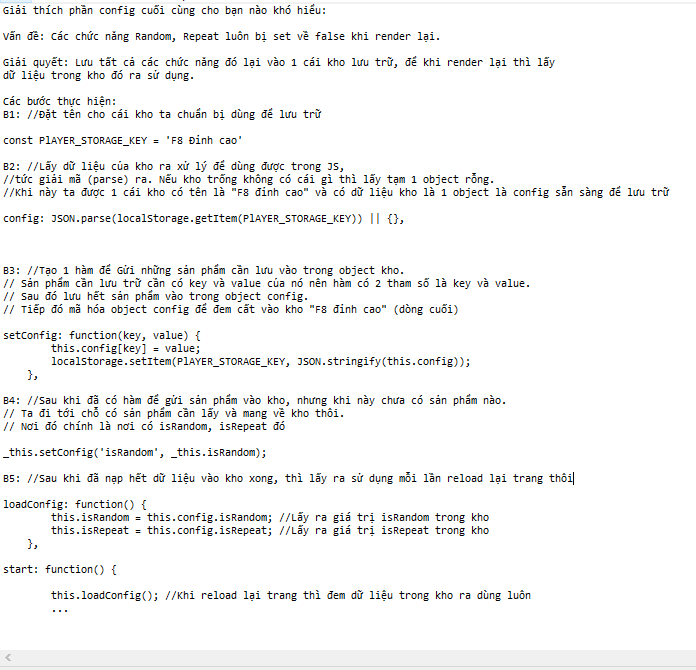 Giải thích phần config cuối cùng cho bạn nào khó hiểu:
Vấn đề: Các chức năng Random, Repeat luôn bị set về false khi render lại.
Giải quyết: Lưu tất cả các chức năng đó lại vào 1 cái kho lưu trữ, để khi render lại thì lấy
dữ liệu trong kho đó ra sử dụng.
Các bước thực hiện:
B1: //Đặt tên cho cái kho ta chuẩn bị dùng để lưu trữ
const PlAYER_STORAGE_KEY = 'F8 Đỉnh cao'
B2: //Lấy dữ liệu của kho ra xử lý để dùng được trong JS,
//tức giải mã (parse) ra. Nếu kho trống không có cái gì thì lấy tạm 1 object rỗng.
//Khi này ta được 1 cái kho có tên là "F8 đỉnh cao" và có dữ liệu kho là 1 object là config sẵn sàng để lưu trữ
config: JSON.parse(localStorage.getItem(PlAYER_STORAGE_KEY)) || {},
B3: //Tạo 1 hàm để Gửi những sản phẩm cần lưu vào trong object kho.
// Sản phẩm cần lưu trữ cần có key và value của nó nên hàm có 2 tham số là key và value.
// Sau đó lưu hết sản phẩm vào trong object config.
// Tiếp đó mã hóa object config để đem cất vào kho "F8 đỉnh cao" (dòng cuối)
setConfig: function(key, value) {
this.config[key] = value;
localStorage.setItem(PlAYER_STORAGE_KEY, JSON.stringify(this.config));
},
B4: //Sau khi đã có hàm để gửi sản phẩm vào kho, nhưng khi này chưa có sản phẩm nào.
// Ta đi tới chỗ có sản phẩm cần lấy và mang về kho thôi.
// Nơi đó chính là nơi có isRandom, isRepeat đó
_this.setConfig('isRandom', _this.isRandom);
B5: //Sau khi đã nạp hết dữ liệu vào kho xong, thì lấy ra sử dụng mỗi lần reload lại trang thôi
loadConfig: function() {
this.isRandom = this.config.isRandom; //Lấy ra giá trị isRandom trong kho
this.isRepeat = this.config.isRepeat; //Lấy ra giá trị isRepeat trong kho
},
start: function() {
this.loadConfig(); //Khi reload lại trang thì đem dữ liệu trong kho ra dùng luôn
...